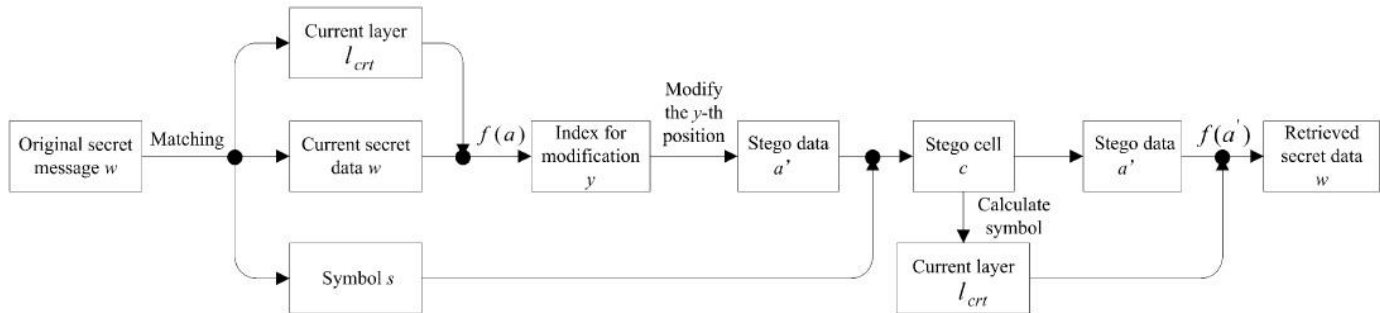 Original secret
message w
Matching
Current layer
l_crt
Current secret
data w
Symbol s
f(a)
Index for
modification
y
Modify
the y-th
position
Stego data
a’
Stego cell
c
Calculate
symbol
Current layer
l_crt
Stego data
a’
f(a')
Retrieved
secret data
w